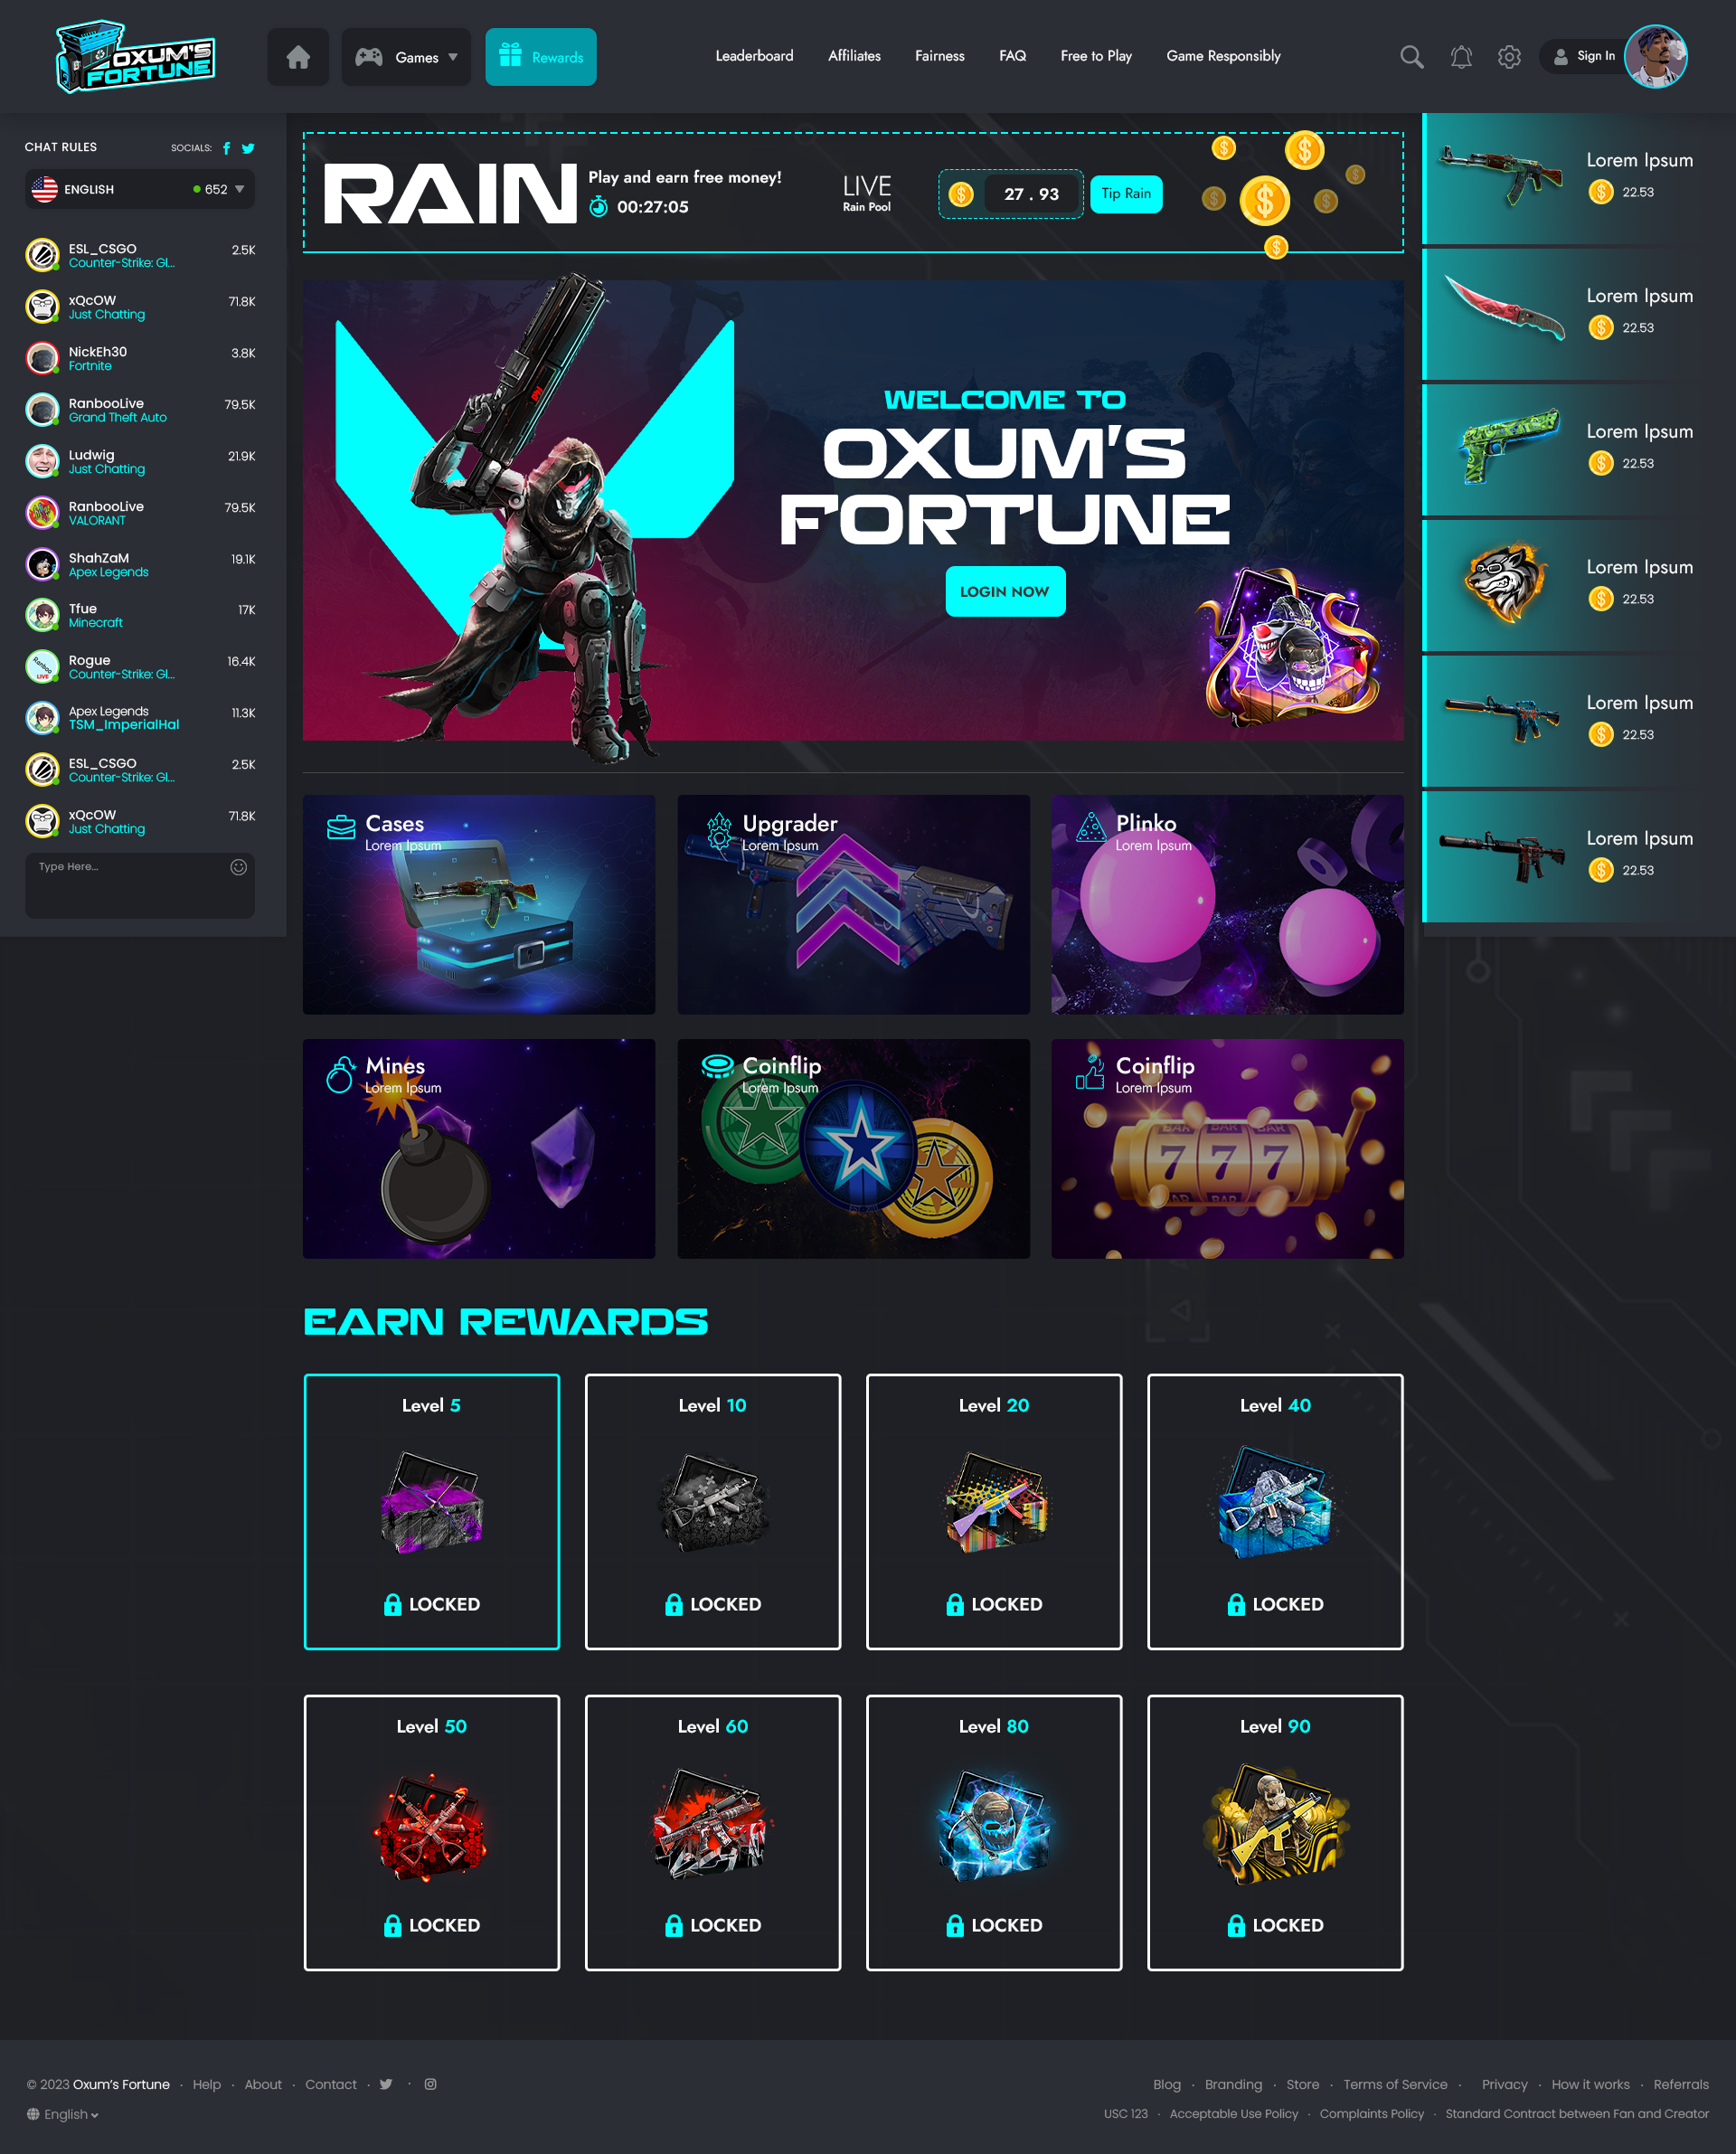 OXUM'S
FORTUNE
Games
Rewards
Leaderboard
Affiliates
Fairness
FAQ
Free to Play
Game Responsibly
Sign In
CHAT RULES
SOCIALS:
ENGLISH
652
ESL_CSGO
2.5K
Counter-Strike: Gl...
xQcOW
71.8K
Just Chatting
NickEh30
3.8K
Fortnite
RanbooLive
79.5K
Grand Theft Auto
Ludwig
21.9K
Just Chatting
RanbooLive
79.5K
VALORANT
ShahZaM
19.1K
Apex Legends
Tfue
17K
Minecraft
Rogue
16.4K
Counter-Strike: Gl...
Apex Legends
11.3K
TSM_ImperialHal
ESL_CSGO
2.5K
Counter-Strike: Gl...
xQcOW
71.8K
Just Chatting
Type Here...
RAIN
Play and earn free money!
00:27:05
LIVE
Rain Pool
27 . 93
Tip Rain
WELCOME TO
OXUM'S
FORTUNE
LOGIN NOW
Lorem Ipsum
22.53
Lorem Ipsum
22.53
Lorem Ipsum
22.53
Lorem Ipsum
22.53
Lorem Ipsum
22.53
Lorem Ipsum
22.53
Cases
Lorem Ipsum
Upgrader
Lorem Ipsum
Plinko
Lorem Ipsum
Mines
Lorem Ipsum
Coinflip
Lorem Ipsum
Coinflip
Lorem Ipsum
BAR BAR BAR
7 7 7
BAR
EARN REWARDS
Level 5
LOCKED
Level 10
LOCKED
Level 20
LOCKED
Level 40
LOCKED
Level 50
LOCKED
Level 60
LOCKED
Level 80
LOCKED
Level 90
LOCKED
© 2023 Oxum's Fortune · Help · About · Contact ·
Blog · Branding · Store · Terms of Service · Privacy · How it works · Referrals
English
USC 123 · Acceptable Use Policy · Complaints Policy · Standard Contract between Fan and Creator